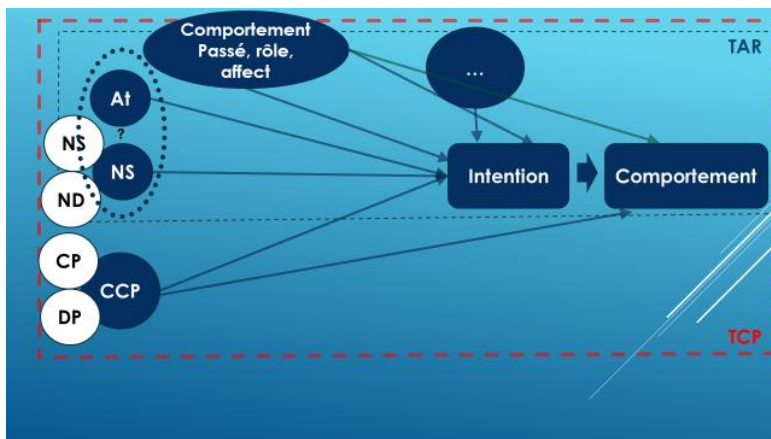 Comportement
Passé, rôle,
affect
...
TAR
At
?
NS
NS
ND
Intention
Comportement
CP
CCP
DP
TCP